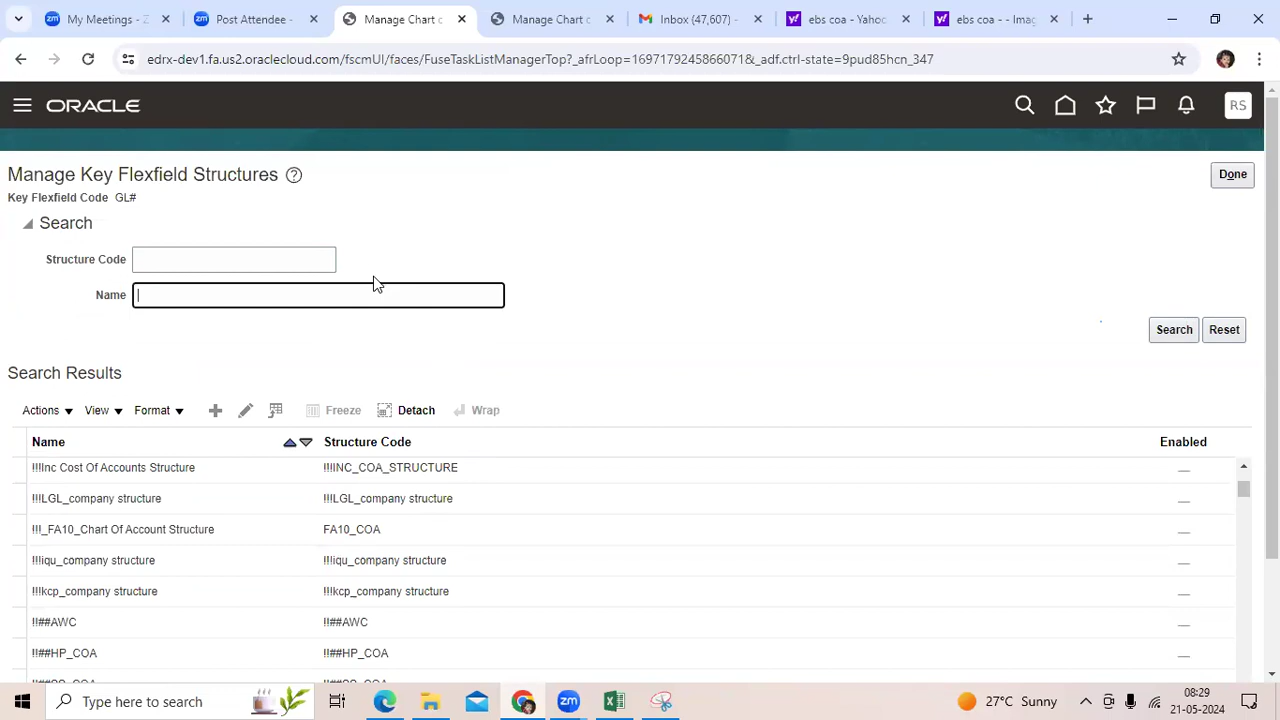 My Meetings - Z
Post Attendee -
Manage Chart c
Manage Chart c
Inbox (47,607) -
ebs coa - Yahoo
ebs coa - - Imag
edrx-dev1.fa.us2.oraclecloud.com/fscmUI/faces/FuseTaskListManagerTop?_afrLoop=16971792458660718&_adf.ctrl-state=9pud85hcn_347
ORACLE
RS
Manage Key Flexfield Structures
Done
Key Flexfield Code GL#
Search
Structure Code
Name
Search Reset
Search Results
Actions View Format Freeze Detach Wrap
Name Structure Code Enabled
!!!Inc Cost Of Accounts Structure !!!INC_COA_STRUCTURE
!!!LGL_company structure !!!LGL_company structure
!!!_FA10_Chart Of Account Structure FA10_COA
!!!iqu_company structure !!!iqu_company structure
!!!kcp_company structure !!!kcp_company structure
!!##AWC !!##AWC
!!##HP_COA !!##HP_COA
Type here to search
zm
27°C Sunny
08:29
21-05-2024